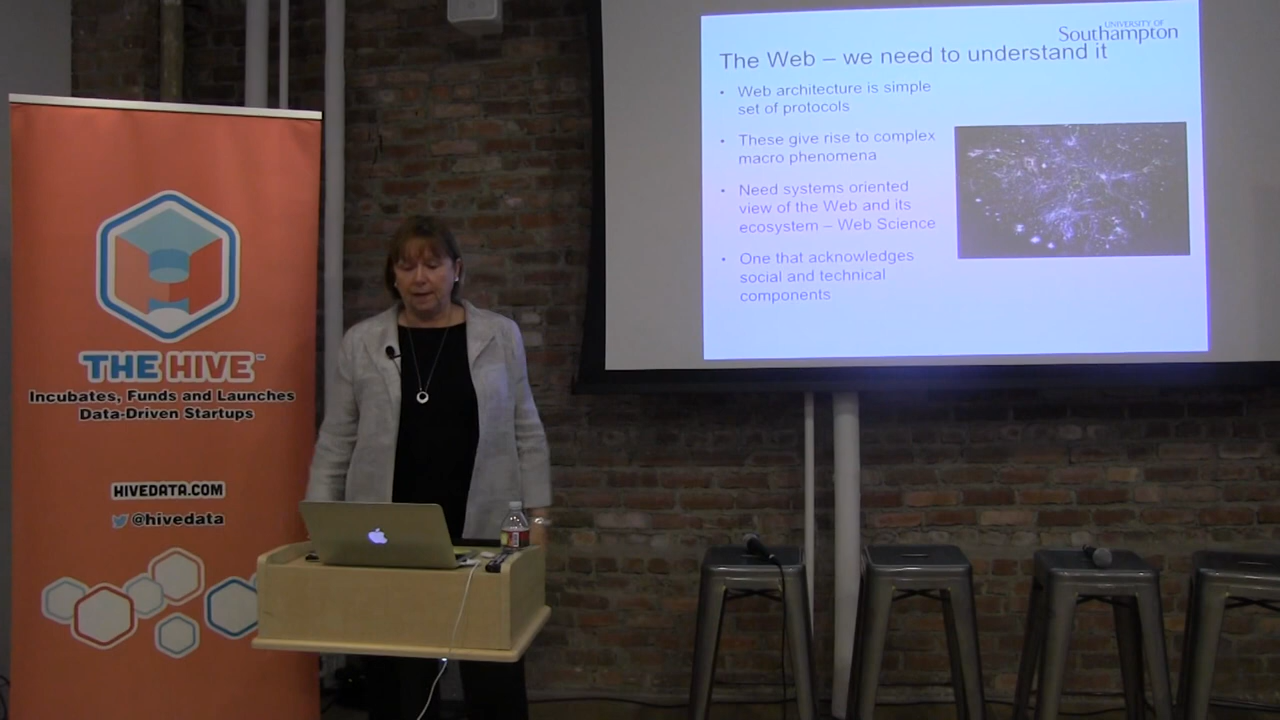 THE HIVE™
Incubates, Funds and Launches
Data-Driven Startups
HIVEDATA.COM
@hivedata
UNIVERSITY OF
Southampton
The Web – we need to understand it
• Web architecture is simple
set of protocols
• These give rise to complex
macro phenomena
• Need systems oriented
view of the Web and its
ecosystem – Web Science
• One that acknowledges
social and technical
components